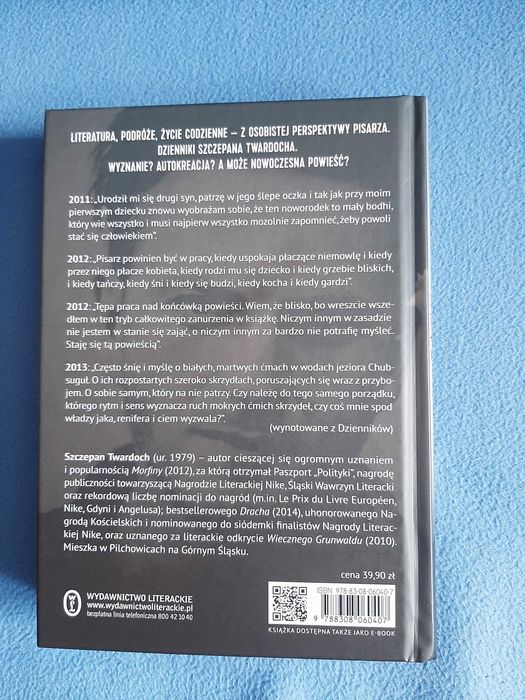 LITERATURA, PODRÓŻE, ŻYCIE CODZIENNE – Z OSOBISTEJ PERSPEKTYWY PISARZA.
DZIENNIKI SZCZEPANA TWARDOCHA.
WYZNANIE? AUTOKREACJA? A MOŻE NOWOCZESNA POWIEŚĆ?
2011: „Urodził mi się drugi syn, patrzę w jego ślepe oczka i tak jak przy moim
pierwszym dziecku znowu wyobrażam sobie, że ten noworodek to mały bodhi,
który wie wszystko i musi najpierw wszystko mozolnie zapomnieć, żeby powoli
stać się człowiekiem”.
2012: „Pisarz powinien być w pracy, kiedy uspokaja płaczące niemowlę i kiedy
przez niego płacze kobieta, kiedy rodzi mu się dziecko i kiedy grzebie bliskich,
i kiedy tańczy, kiedy śni i kiedy się budzi, kiedy kocha i kiedy gardzi”.
2012: „Tępa praca nad końcówką powieści. Wiem, że blisko, bo wreszcie wsze-
dłem w ten tryb całkowitego zanurzenia w książkę. Niczym innym w zasadzie
nie jestem w stanie się zająć, o niczym innym za bardzo nie potrafię myśleć.
Staję się tą powieścią”.
2013: „Często śnię i myślę o białych, martwych ćmach w wodach jeziora Chub-
sugul. O ich rozpostartych szeroko skrzydłach, poruszających się wraz z przybo-
jem. O sobie samym, który na nie patrzy. Czy należę do tego samego porządku,
którego rytm i sens wyznacza ruch mokrych ćmich skrzydeł, czy coś mnie spod
władzy jaka, renifera i ciem wyzwala?”.
(wynotowane z Dzienników)
Szczepan Twardoch (ur. 1979) – autor cieszącej się ogromnym uznaniem
i popularnością Morfiny (2012), za którą otrzymał Paszport „Polityki”, nagrodę
publiczności towarzyszącą Nagrodzie Literackiej Nike, Śląski Wawrzyn Literacki
oraz rekordową liczbę nominacji do nagród (m.in. Le Prix du Livre Européen,
Nike, Gdyni i Angelusa); bestsellerowego Dracha (2014), uhonorowanego Na-
grodą Kościelskich i nominowanego do siódemki finalistów Nagrody Literac-
kiej Nike, oraz uznanego za literackie odkrycie Wiecznego Grunwaldu (2010).
Mieszka w Pilchowicach na Górnym Śląsku.
cena 39,90 zł
WYDAWNICTWO LITERACKIE
www.wydawnictwoliterackie.pl
bezpłatna linia telefoniczna 800 42 10 40
ISBN 978-83-08-06040-7
9 788308 060407
KSIĄŻKA DOSTĘPNA TAKŻE JAKO E-BOOK